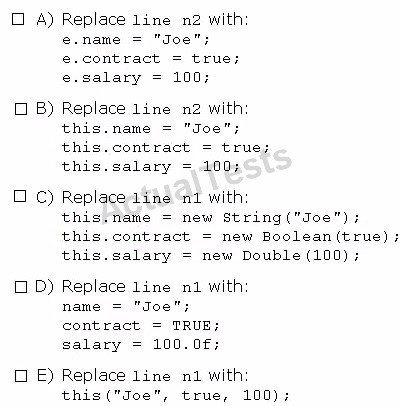 A) Replace line n2 with:
e.name = "Joe";
e.contract = true;
e.salary = 100;
B) Replace line n2 with:
this.name = "Joe";
this.contract = true;
this.salary = 100;
C) Replace line n1 with:
this.name = new String("Joe");
this.contract = new Boolean(true);
this.salary = new Double(100);
D) Replace line n1 with:
name = "Joe";
contract = TRUE;
salary = 100.0f;
E) Replace line n1 with:
this("Joe", true, 100);
ActualTests